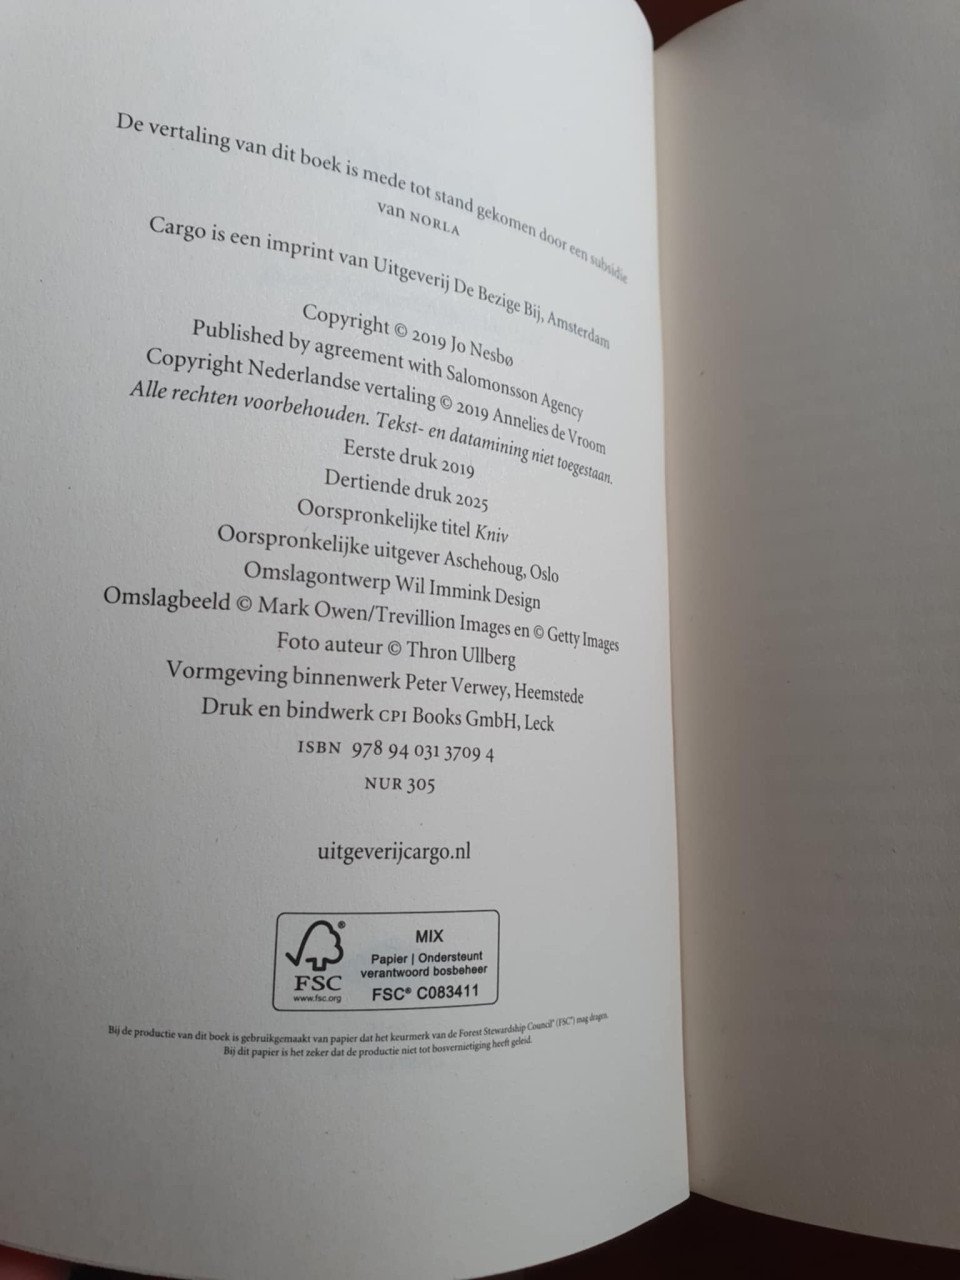 De vertaling van dit boek is mede tot stand gekomen door een subsidie
van NORLA
Cargo is een imprint van Uitgeverij De Bezige Bij, Amsterdam
Copyright © 2019 Jo Nesbø
Published by agreement with Salomonsson Agency
Copyright Nederlandse vertaling © 2019 Annelies de Vroom
Alle rechten voorbehouden. Tekst- en datamining niet toegestaan.
Eerste druk 2019
Dertiende druk 2025
Oorspronkelijke titel Kniv
Oorspronkelijke uitgever Aschehoug, Oslo
Omslagontwerp Wil Immink Design
Omslagbeeld © Mark Owen/Trevillion Images en © Getty Images
Foto auteur © Thron Ullberg
Vormgeving binnenwerk Peter Verwey, Heemstede
Druk en bindwerk CPI Books GmbH, Leck
ISBN 978 94 031 3709 4
NUR 305
uitgeverijcargo.nl
®
FSC
www.fsc.org
MIX
Papier | Ondersteunt
verantwoord bosbeheer
FSC® C083411
Bij de productie van dit boek is gebruikgemaakt van papier dat het keurmerk van de Forest Stewardship Council® (FSC®) mag dragen.
Bij dit papier is het zeker dat de productie niet tot bosvernietiging heeft geleid.